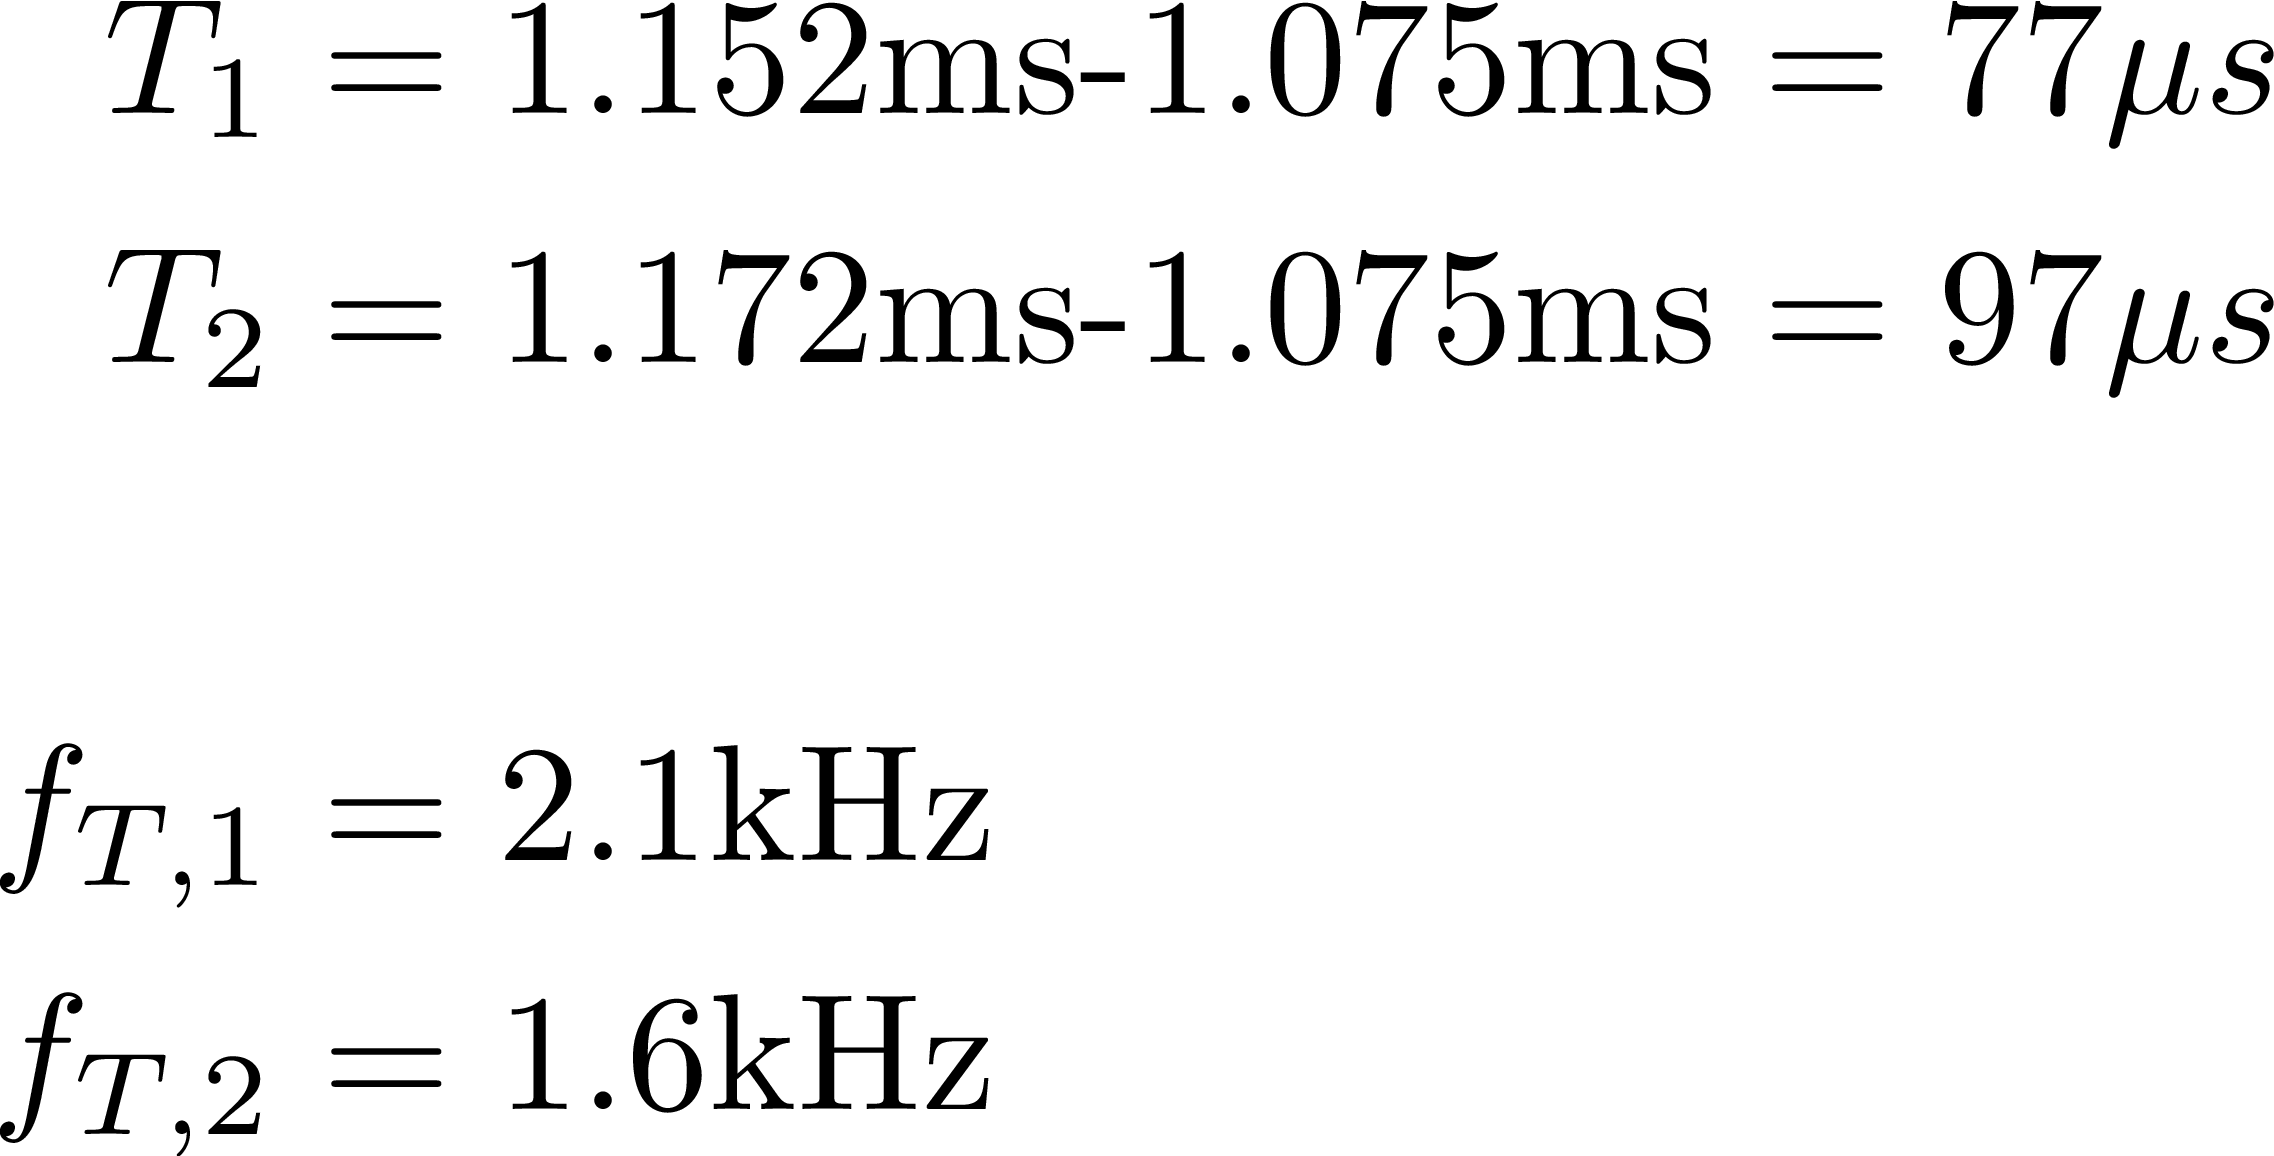 T₁ = 1.152ms-1.075ms = 77μs
T₂ = 1.172ms-1.075ms = 97μs
f_{T,1} = 2.1kHz
f_{T,2} = 1.6kHz